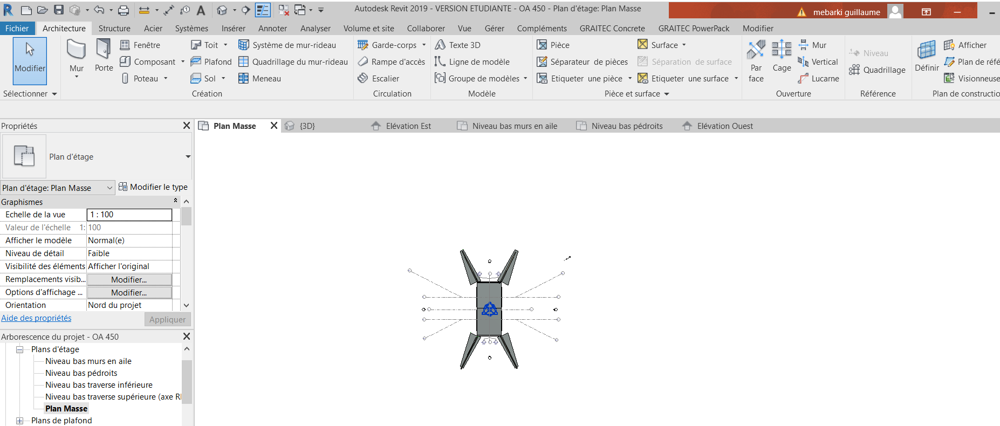 Autodesk Revit 2019 - VERSION ETUDIANTE - OA 450 - Plan d'étage: Plan Masse
mebarki guillaume
Fichier Architecture Structure Acier Systèmes Insérer Annoter Analyser Volume et site Collaborer Vue Gérer Compléments GRAITEC Concrete GRAITEC PowerPack Modifier
Modifier
Sélectionner
Mur
Porte
Fenêtre
Composant
Poteau
Toit
Plafond
Sol
Système de mur-rideau
Quadrillage du mur-rideau
Meneau
Création
Garde-corps
Rampe d'accès
Escalier
Circulation
Texte 3D
Ligne de modèle
Groupe de modèles
Modèle
Pièce
Séparateur de pièces
Etiqueter une pièce
Surface
Séparation de surface
Etiqueter une surface
Pièce et surface
Par face
Cage
Mur
Vertical
Lucarne
Ouverture
Niveau
Quadrillage
Référence
Définir
Afficher
Plan de réfé
Visionneuse
Plan de constructio
Propriétés
Plan d'étage
Plan d'étage: Plan Masse
Modifier le type
Graphismes
Echelle de la vue 1 : 100
Valeur de l'échelle 1: 100
Afficher le modèle Normal(e)
Niveau de détail Faible
Visibilité des éléments Afficher l'original
Remplacements visib... Modifier...
Options d'affichage ... Modifier...
Orientation Nord du projet
Aide des propriétés
Appliquer
Arborescence du projet - OA 450
Plans d'étage
Niveau bas murs en aile
Niveau bas pédroits
Niveau bas traverse inférieure
Niveau bas traverse supérieure (axe R
Plan Masse
Plans de plafond
Plan Masse
{3D}
Elévation Est
Niveau bas murs en aile
Niveau bas pédroits
Elévation Ouest